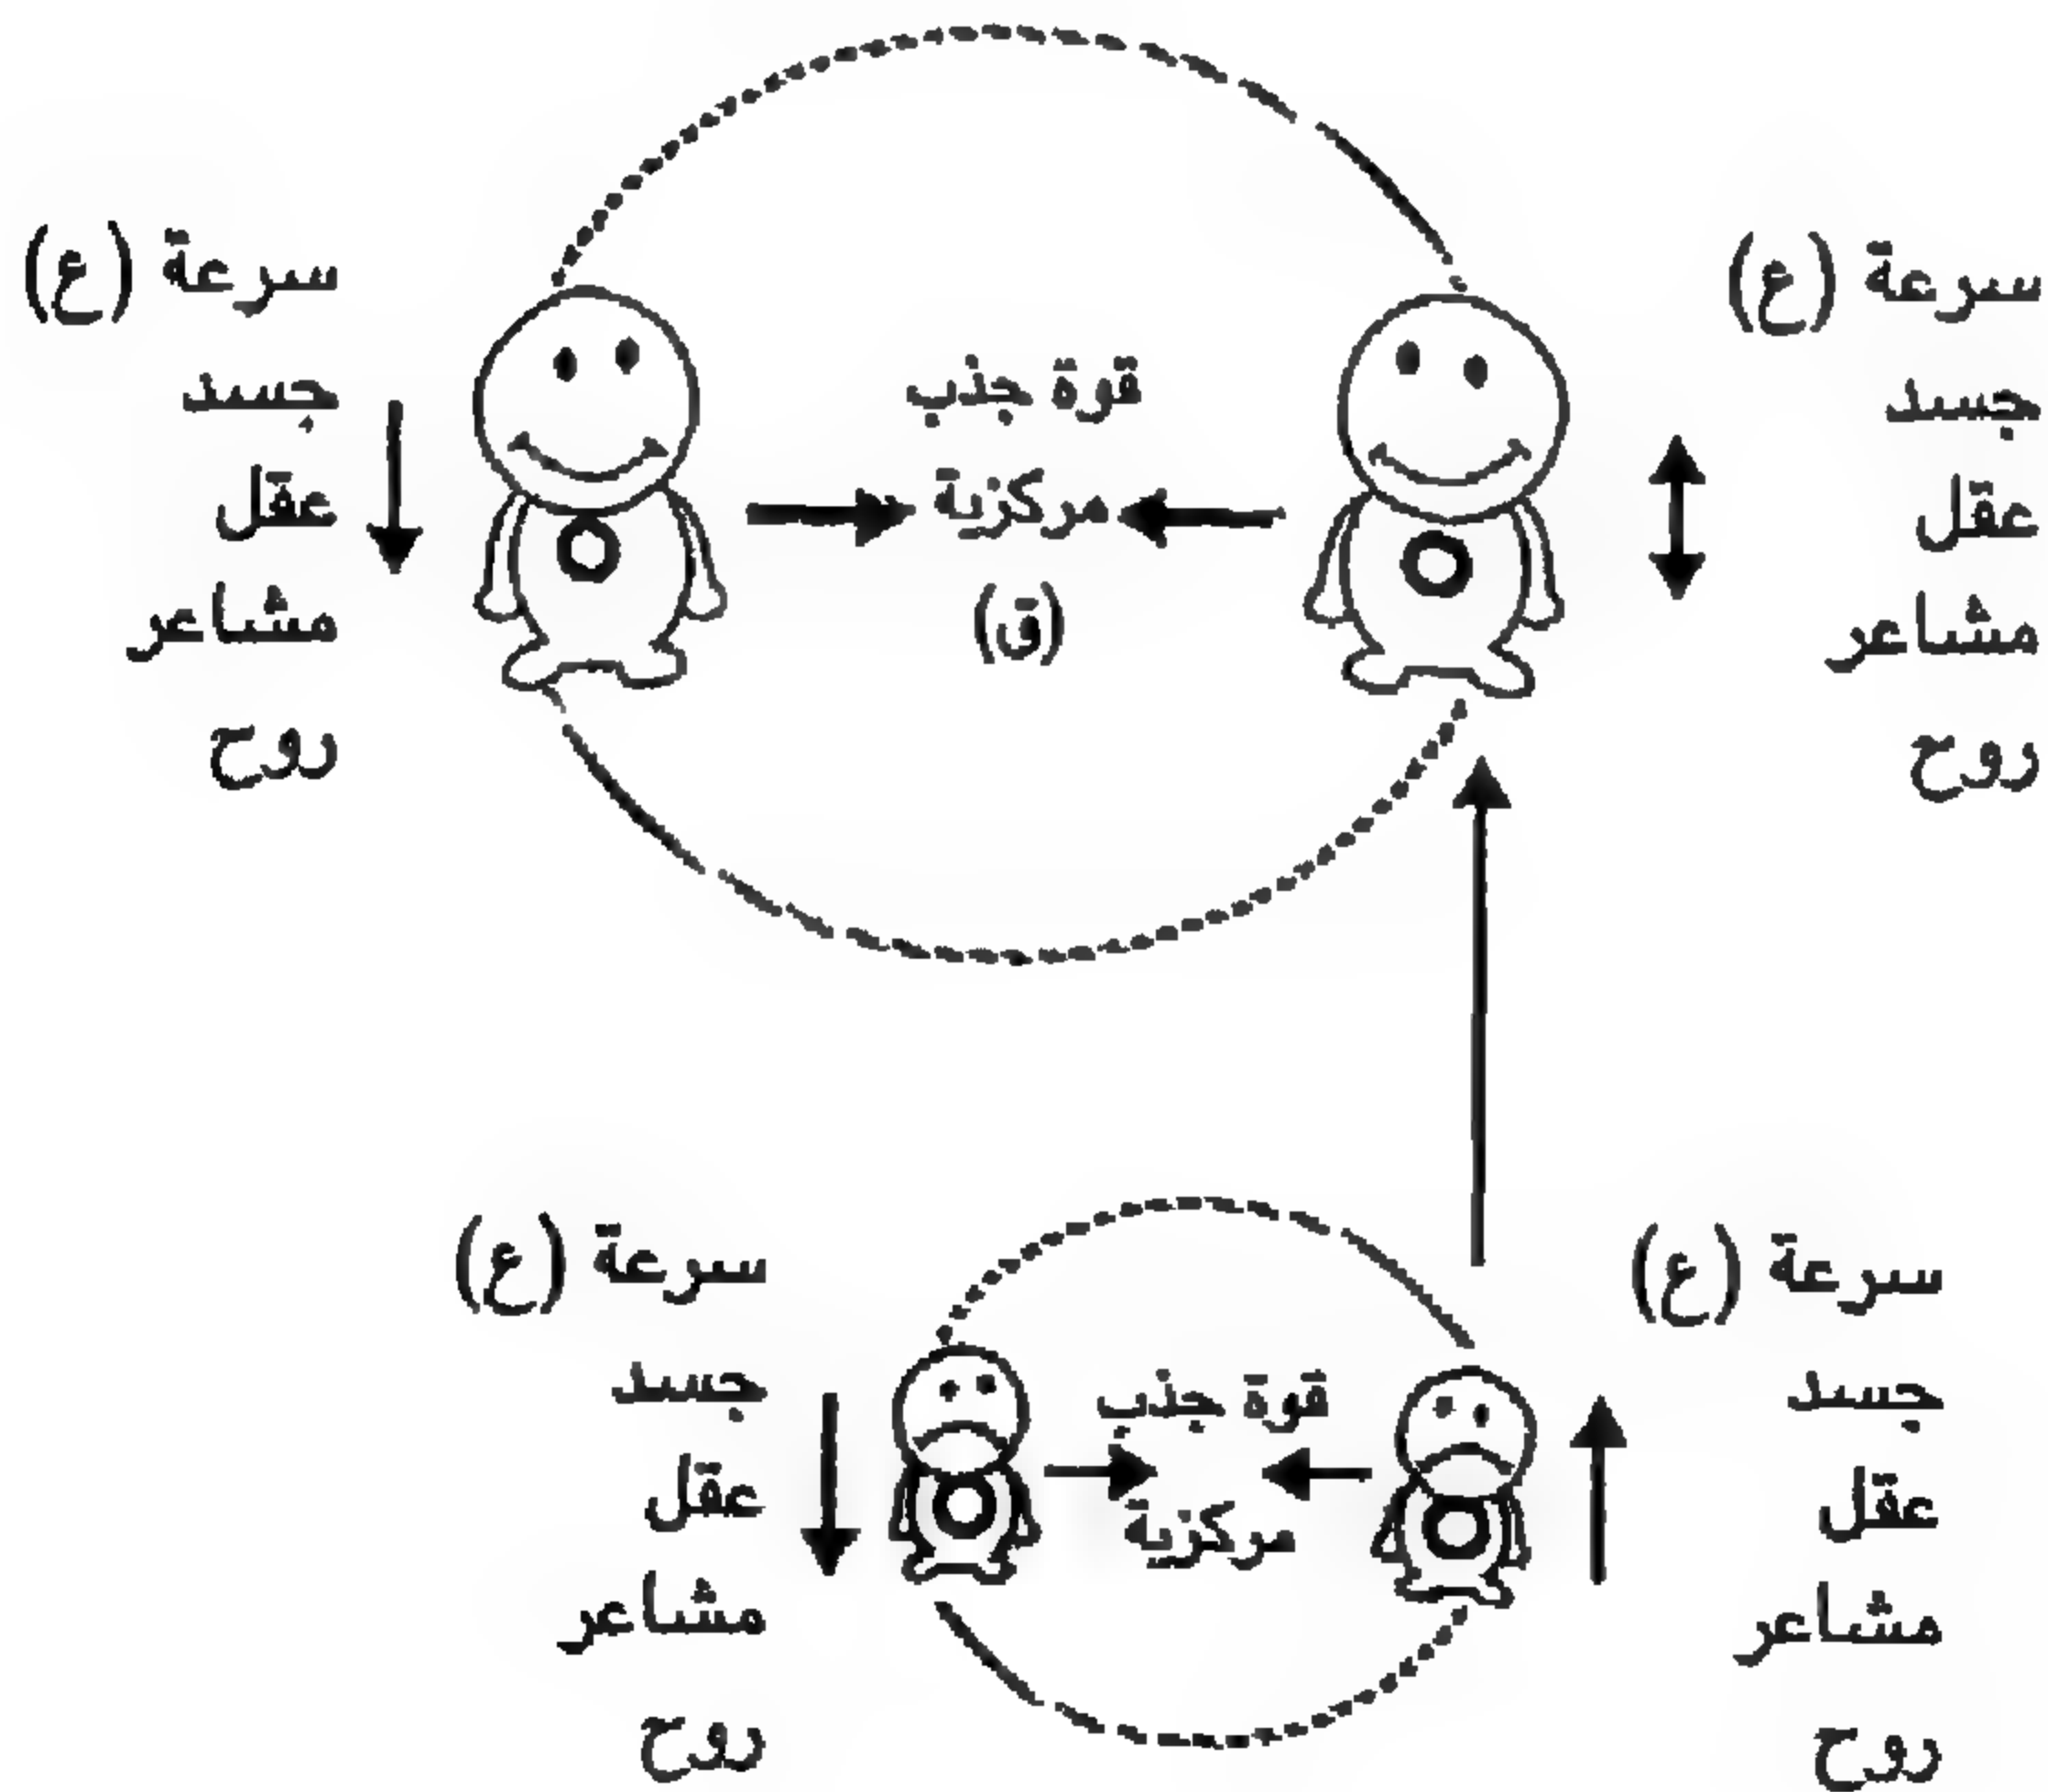 سرعة (ع)
جسد
عقل
مشاعر
روح
قوة جذب
مركزية
(ق)
سرعة (ع)
جسد
عقل
مشاعر
روح
سرعة (ع)
جسد
عقل
مشاعر
روح
قوة جذب
مركزية
سرعة (ع)
جسد
عقل
مشاعر
روح